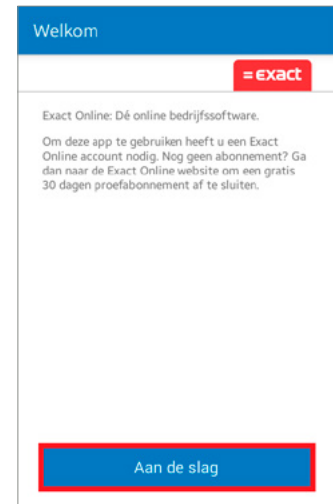 Welkom
= exact
Exact Online: Dé online bedrijfssoftware.
Om deze app te gebruiken heeft u een Exact
Online account nodig. Nog geen abonnement? Ga
dan naar de Exact Online website om een gratis
30 dagen proefabonnement af te sluiten.
Aan de slag